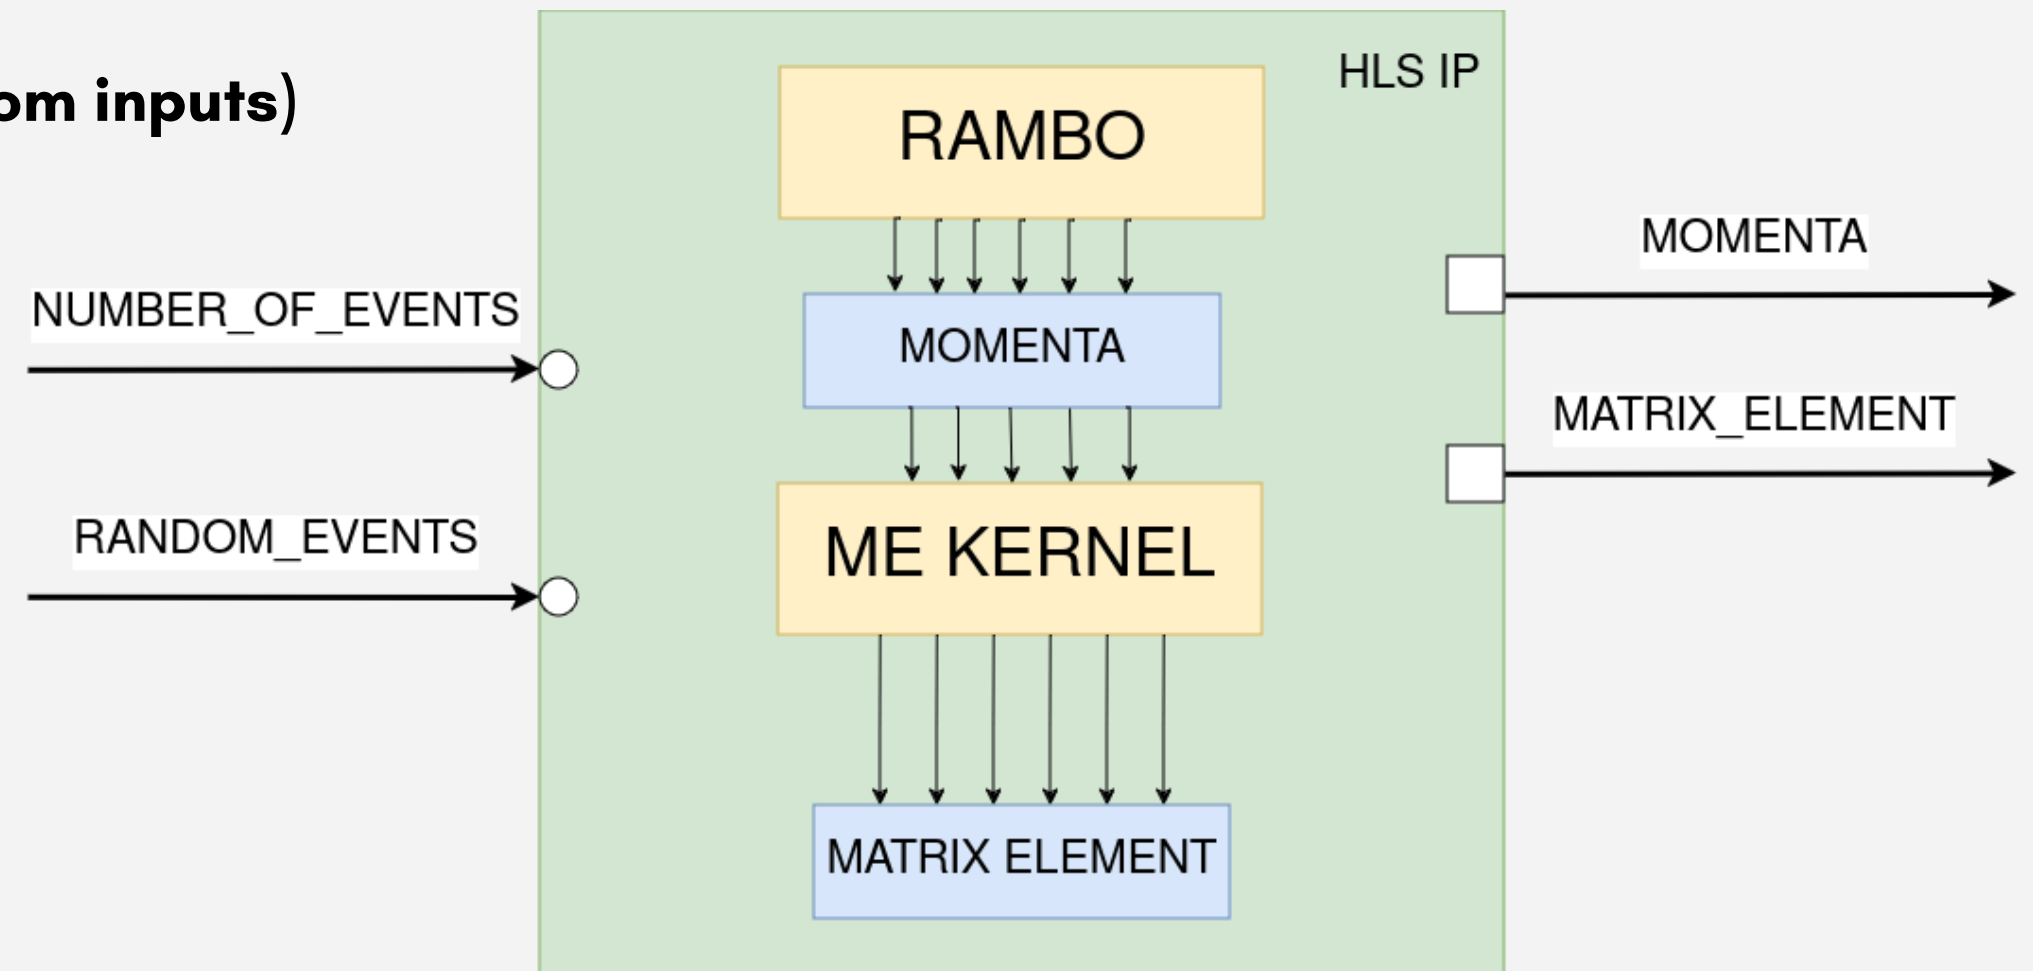 om inputs)
HLS IP
RAMBO
MOMENTA
NUMBER_OF_EVENTS
MOMENTA
MATRIX_ELEMENT
RANDOM_EVENTS
ME KERNEL
MATRIX ELEMENT